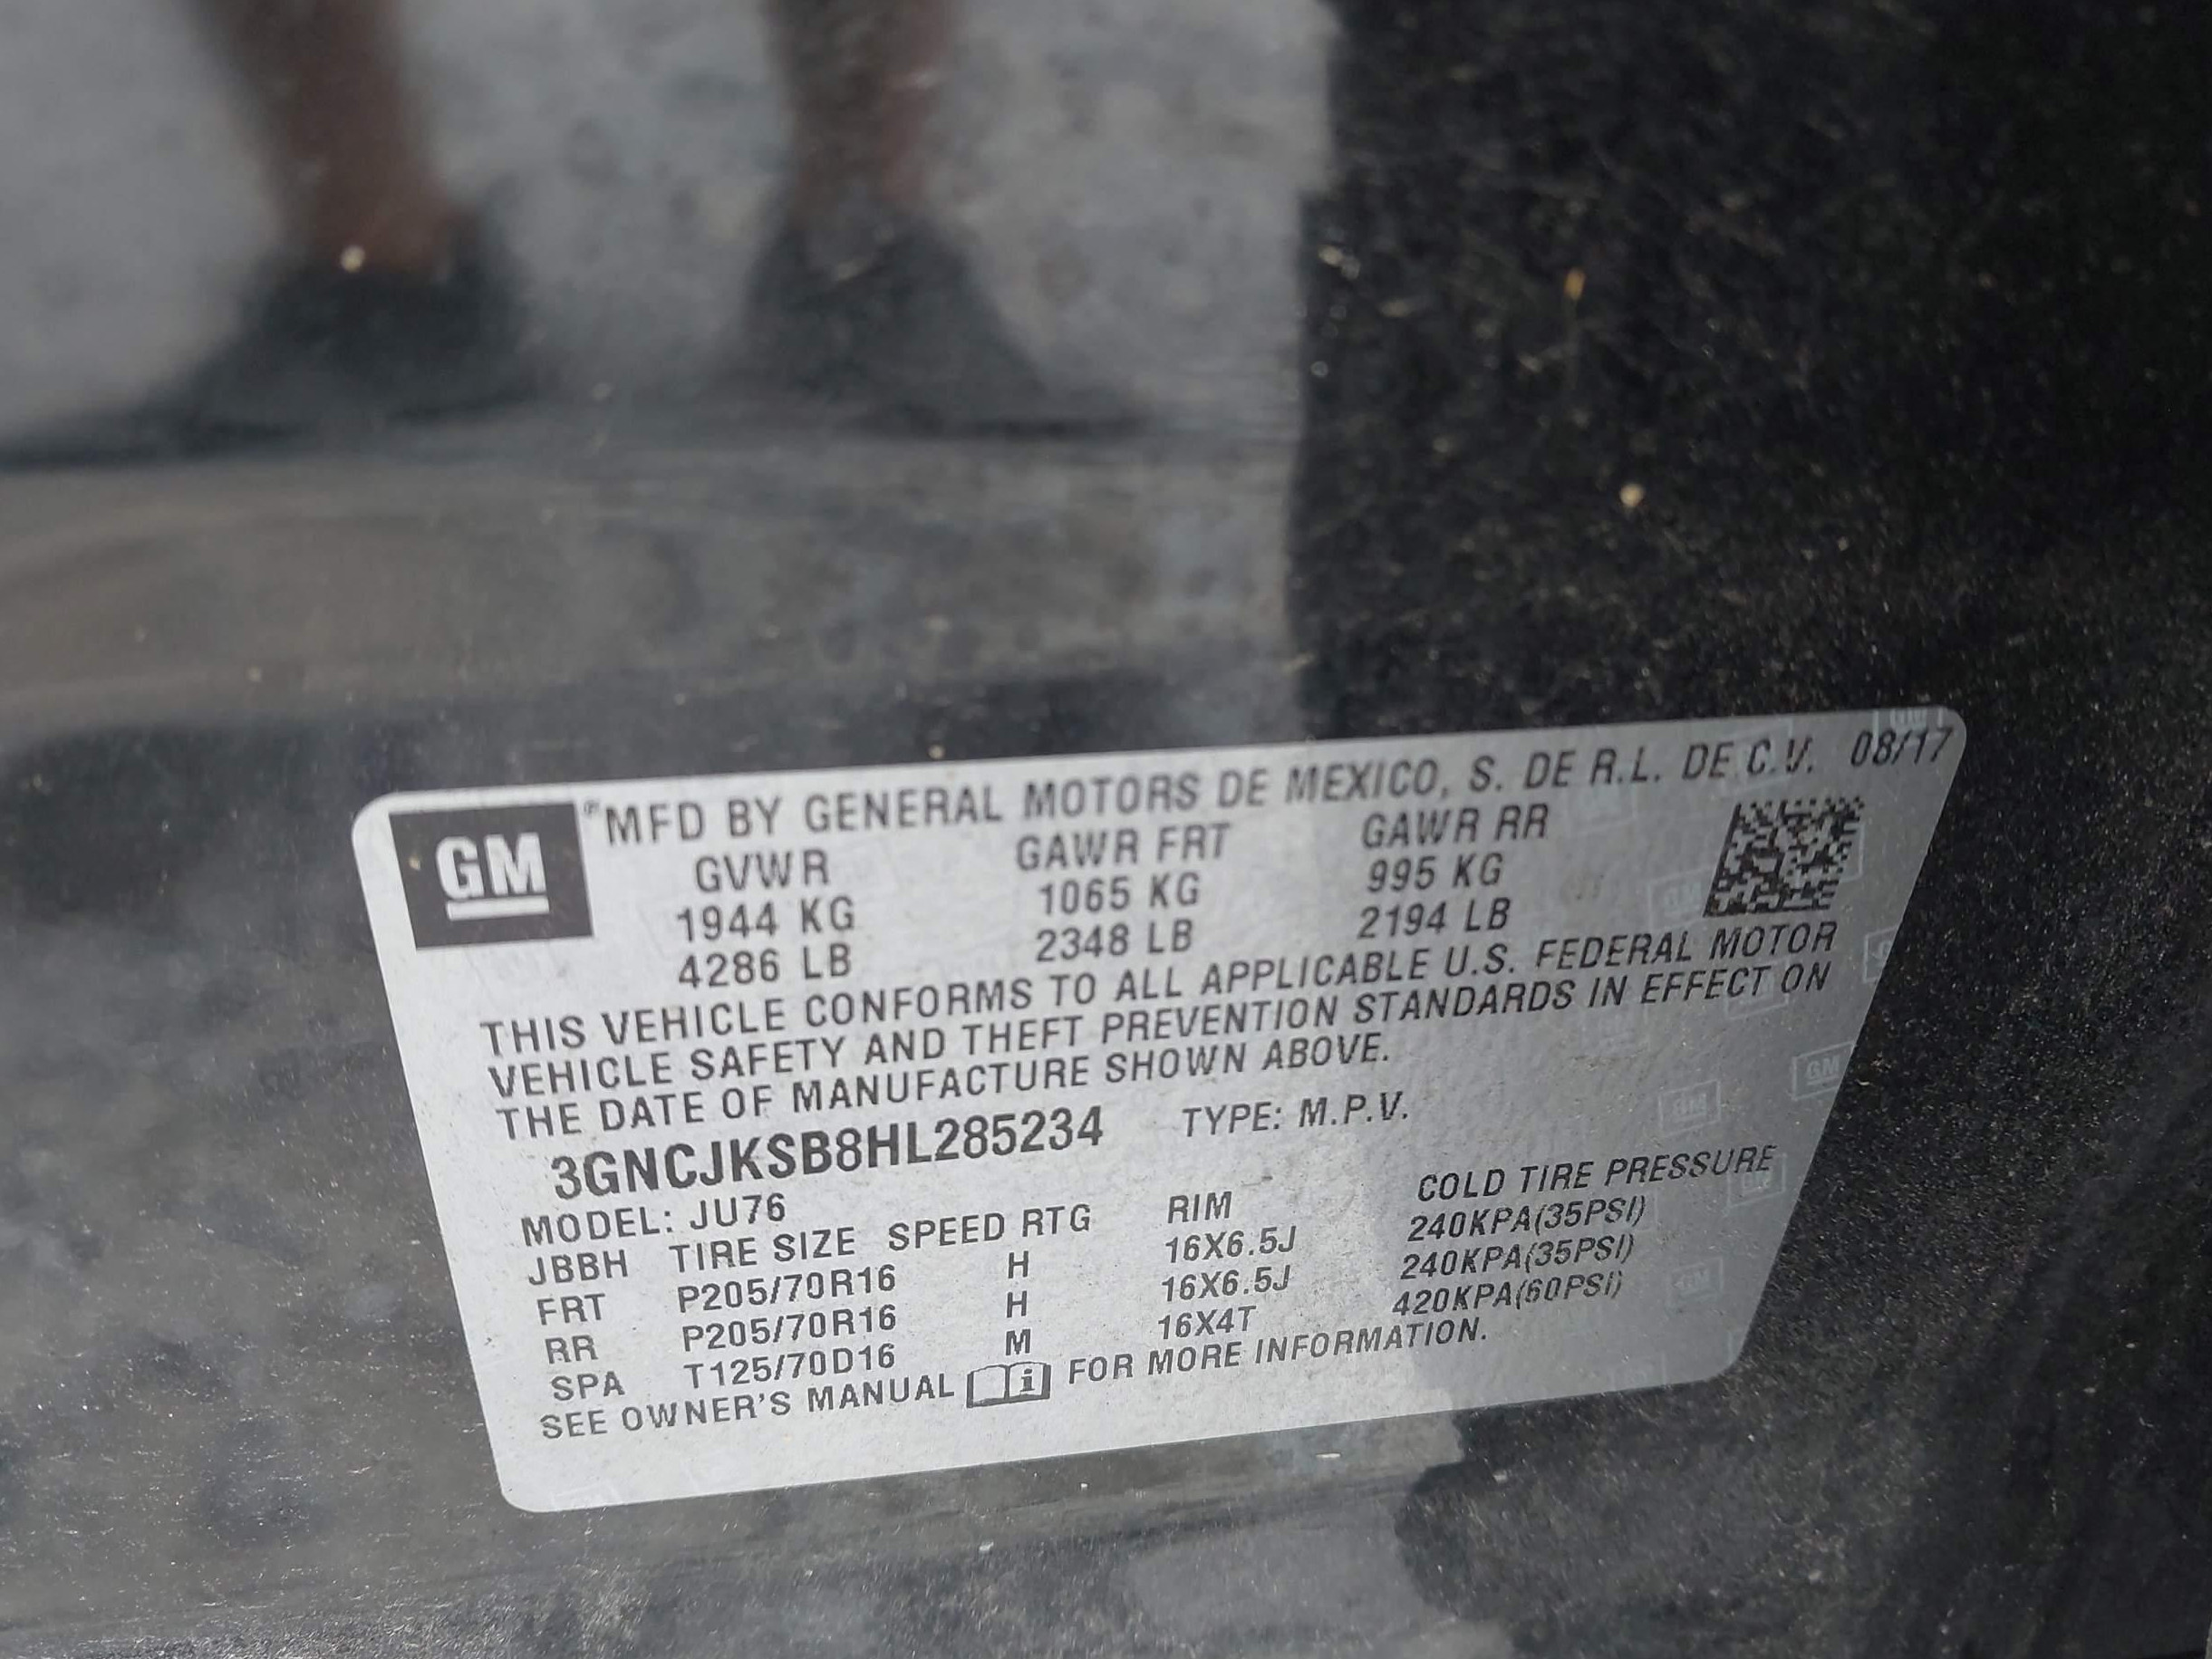 GM
®MFD BY GENERAL MOTORS DE MEXICO, S. DE R.L. DE C.V. 08/17
GVWR GAWR FRT GAWR RR
1944 KG 1065 KG 995 KG
4286 LB 2348 LB 2194 LB
THIS VEHICLE CONFORMS TO ALL APPLICABLE U.S. FEDERAL MOTOR
VEHICLE SAFETY AND THEFT PREVENTION STANDARDS IN EFFECT ON
THE DATE OF MANUFACTURE SHOWN ABOVE.
3GNCJKSB8HL285234 TYPE: M.P.V.
MODEL: JU76
JBBH TIRE SIZE SPEED RTG RIM COLD TIRE PRESSURE
FRT P205/70R16 H 16X6.5J 240KPA(35PSI)
RR P205/70R16 H 16X6.5J 240KPA(35PSI)
SPA T125/70D16 M 16X4T 420KPA(60PSI)
SEE OWNER'S MANUAL i FOR MORE INFORMATION.